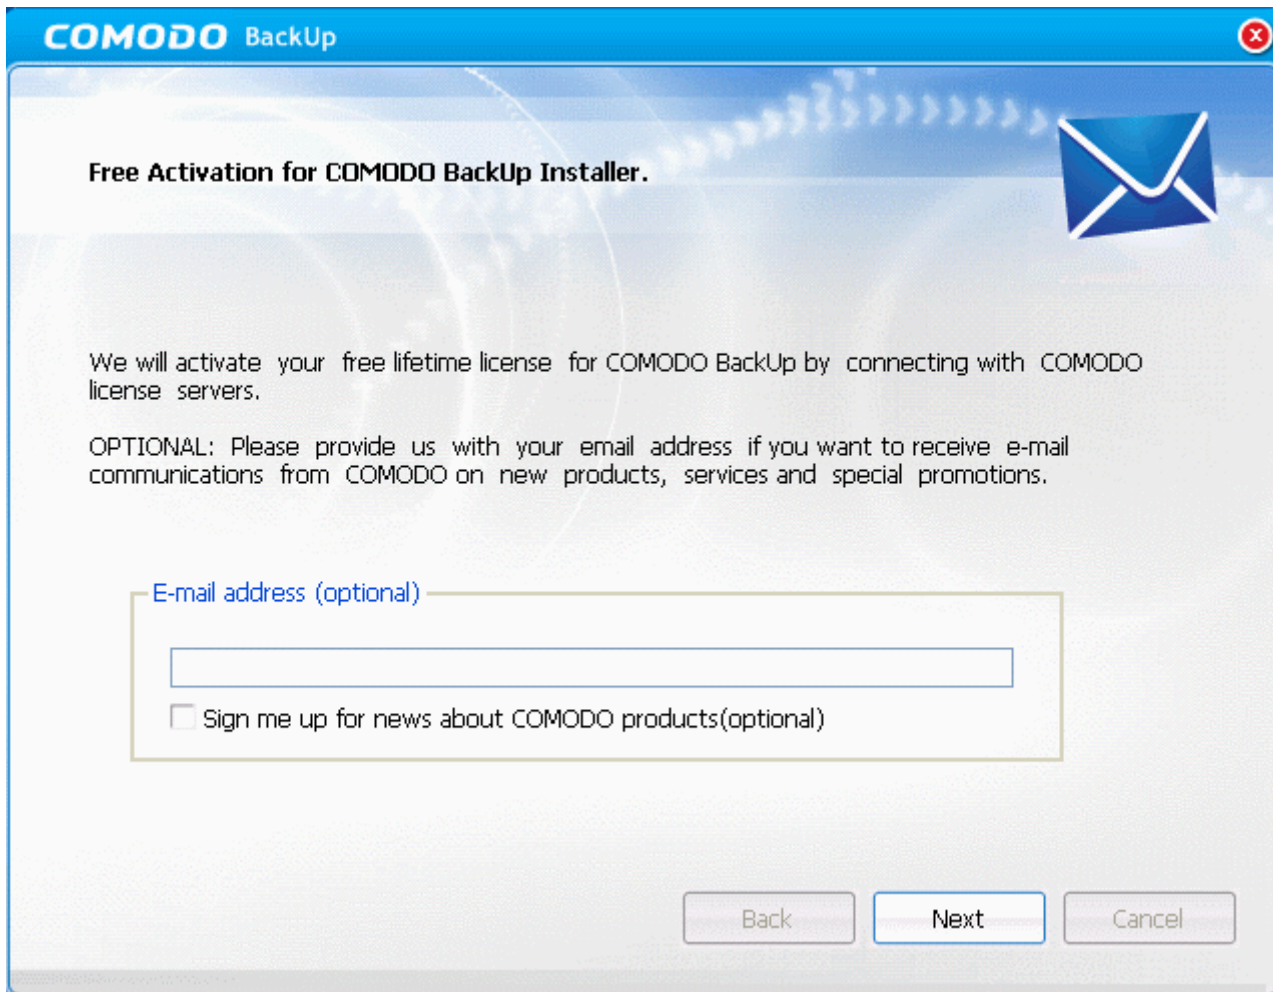 COMODO BackUp
Free Activation for COMODO BackUp Installer.
We will activate your free lifetime license for COMODO BackUp by connecting with COMODO
license servers.
OPTIONAL: Please provide us with your email address if you want to receive e-mail
communications from COMODO on new products, services and special promotions.
E-mail address (optional)
Sign me up for news about COMODO products(optional)
Back Next Cancel